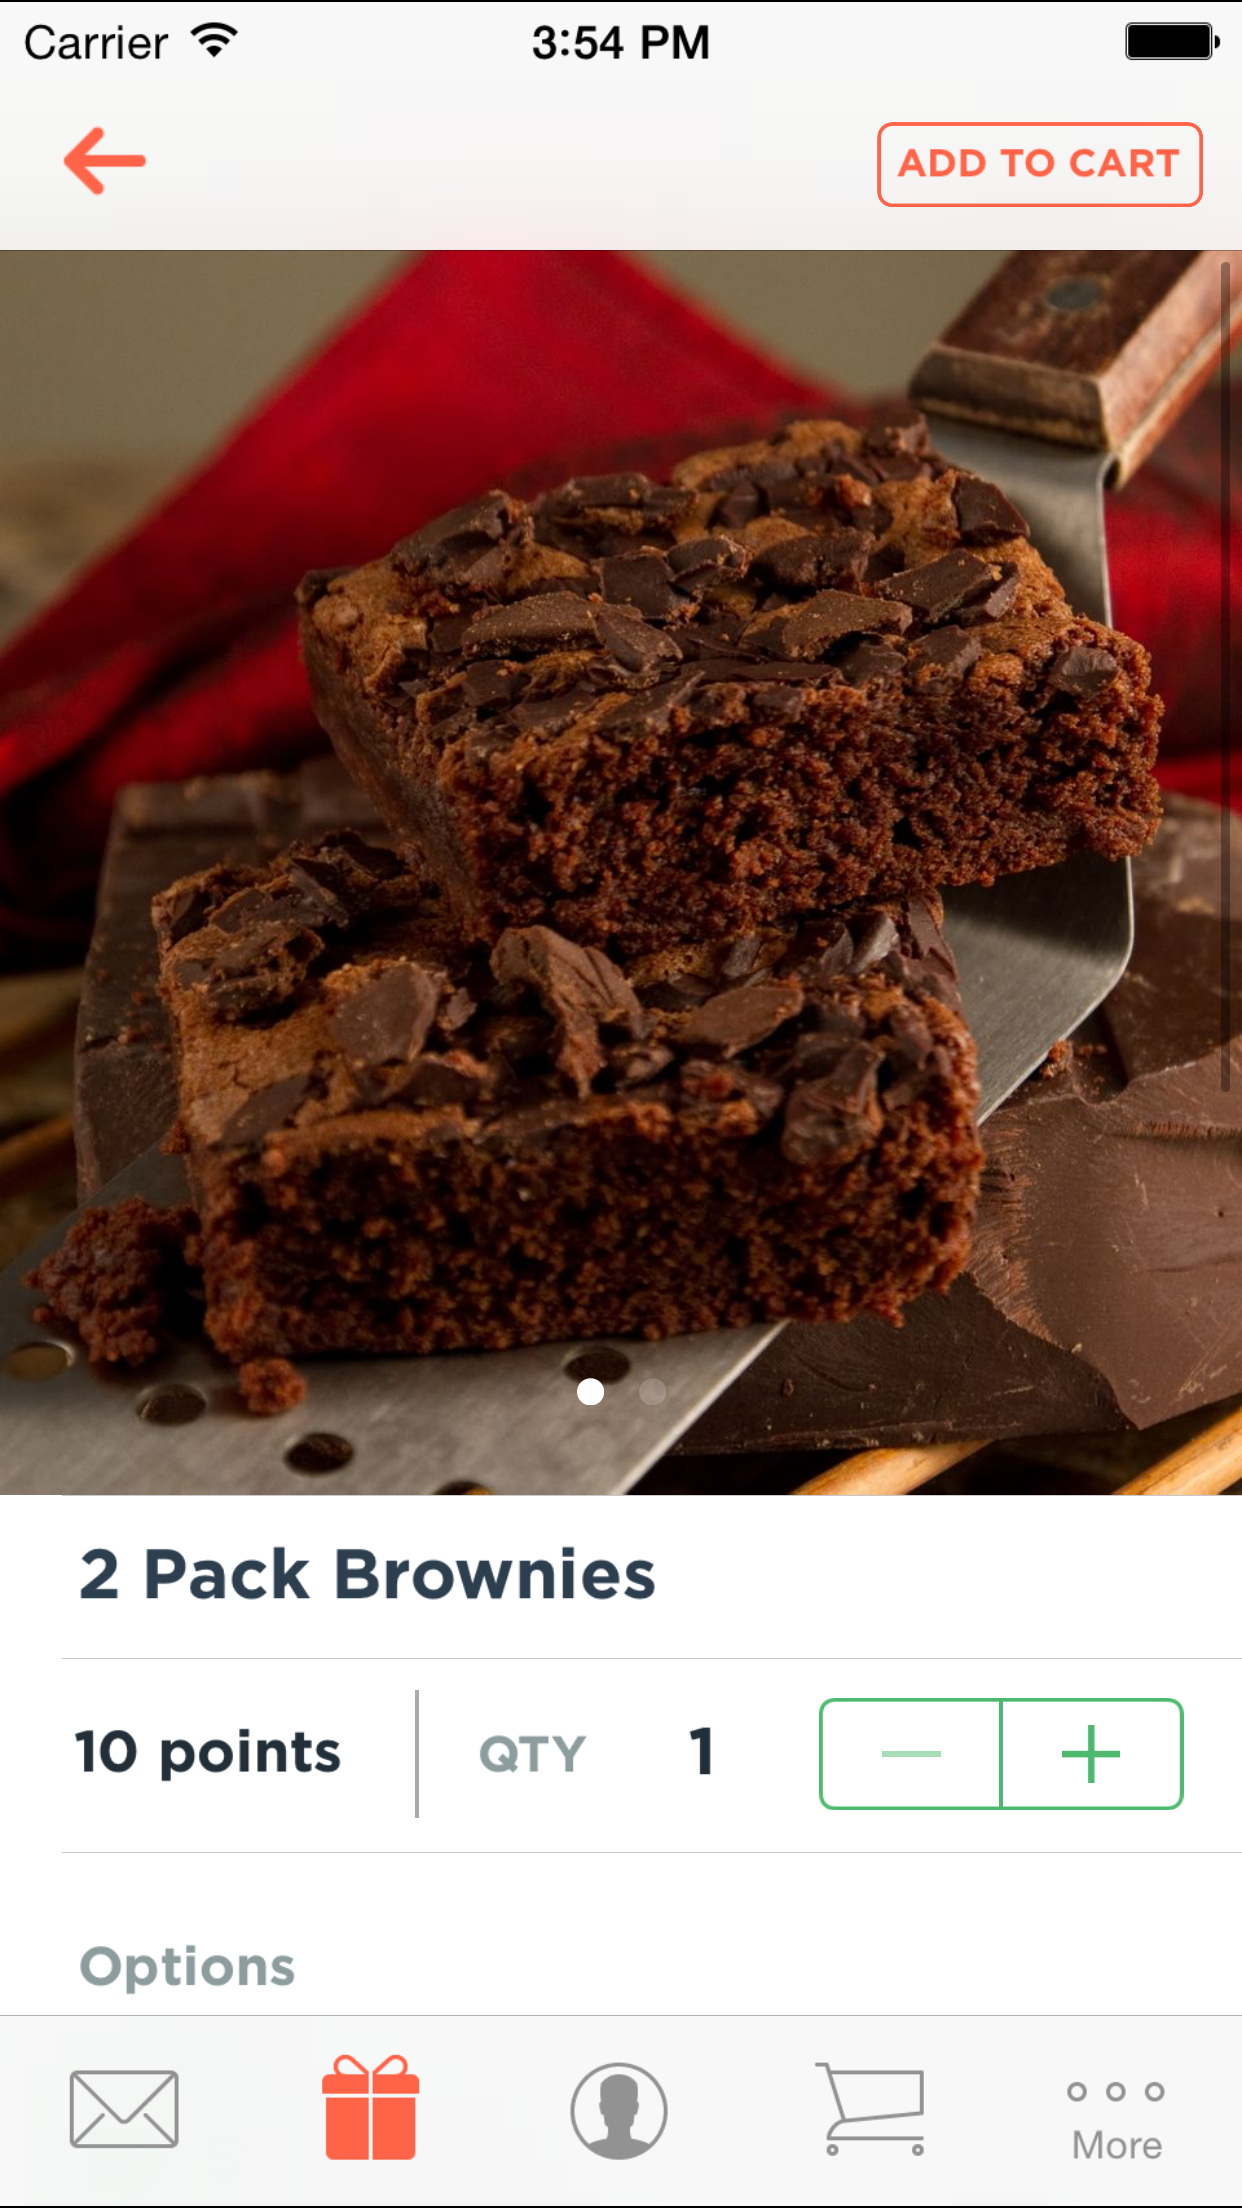 Carrier 3:54 PM
ADD TO CART
2 Pack Brownies
10 points QTY 1
Options
More